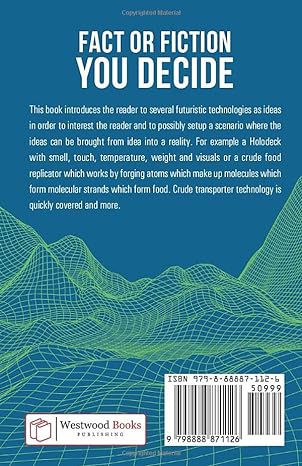 FACT OR FICTION
YOU DECIDE
This book introduces the reader to several futuristic technologies as ideas
in order to interest the reader and to possibly setup a scenario where the
ideas can be brought from idea into a reality. For example a Holodeck
with smell, touch, temperature, weight and visuals or a crude food
replicator which works by forging atoms which make up molecules which
form molecular strands which form food. Crude transporter technology is
quickly covered and more.
ISBN 979-8-88887-112-6
50999
9 798888 871126
Westwood Books
PUBLISHING
Copyrighted Material
Copyrighted Material